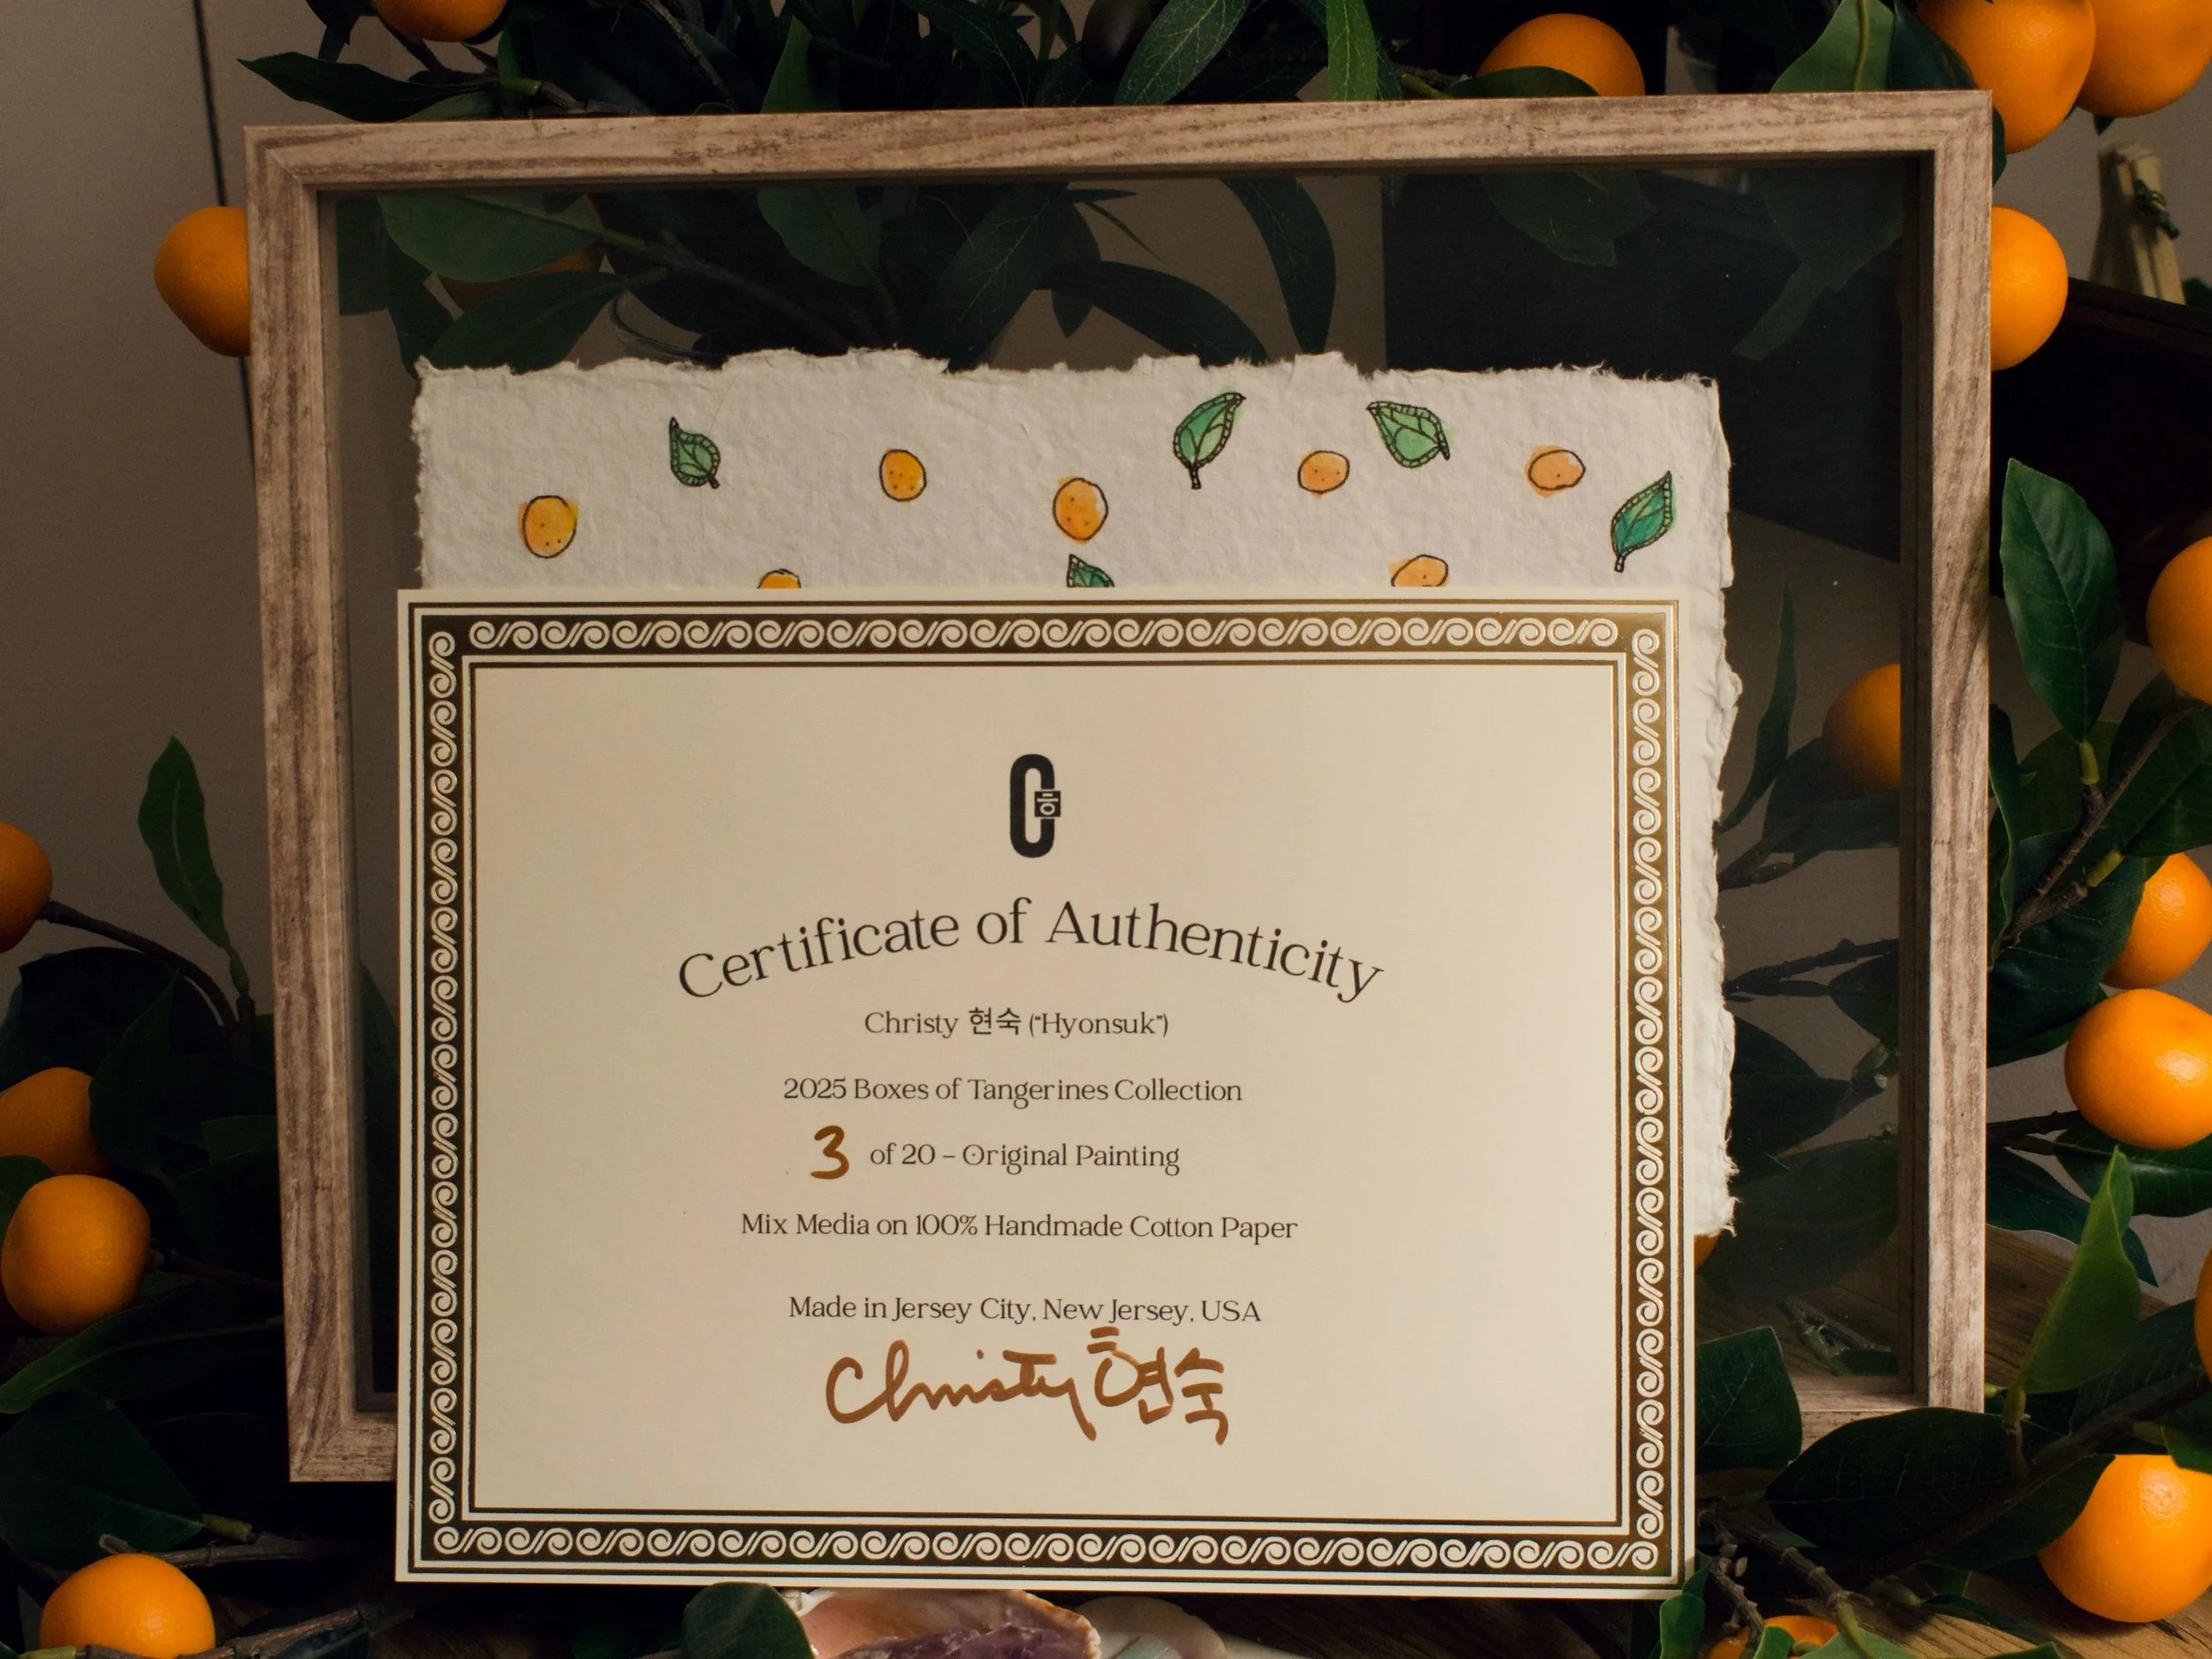 C 흐
Certificate of Authenticity
Christy 현숙 ("Hyonsuk")
2025 Boxes of Tangerines Collection
3 of 20 – Original Painting
Mix Media on 100% Handmade Cotton Paper
Made in Jersey City, New Jersey, USA
Christy 현숙